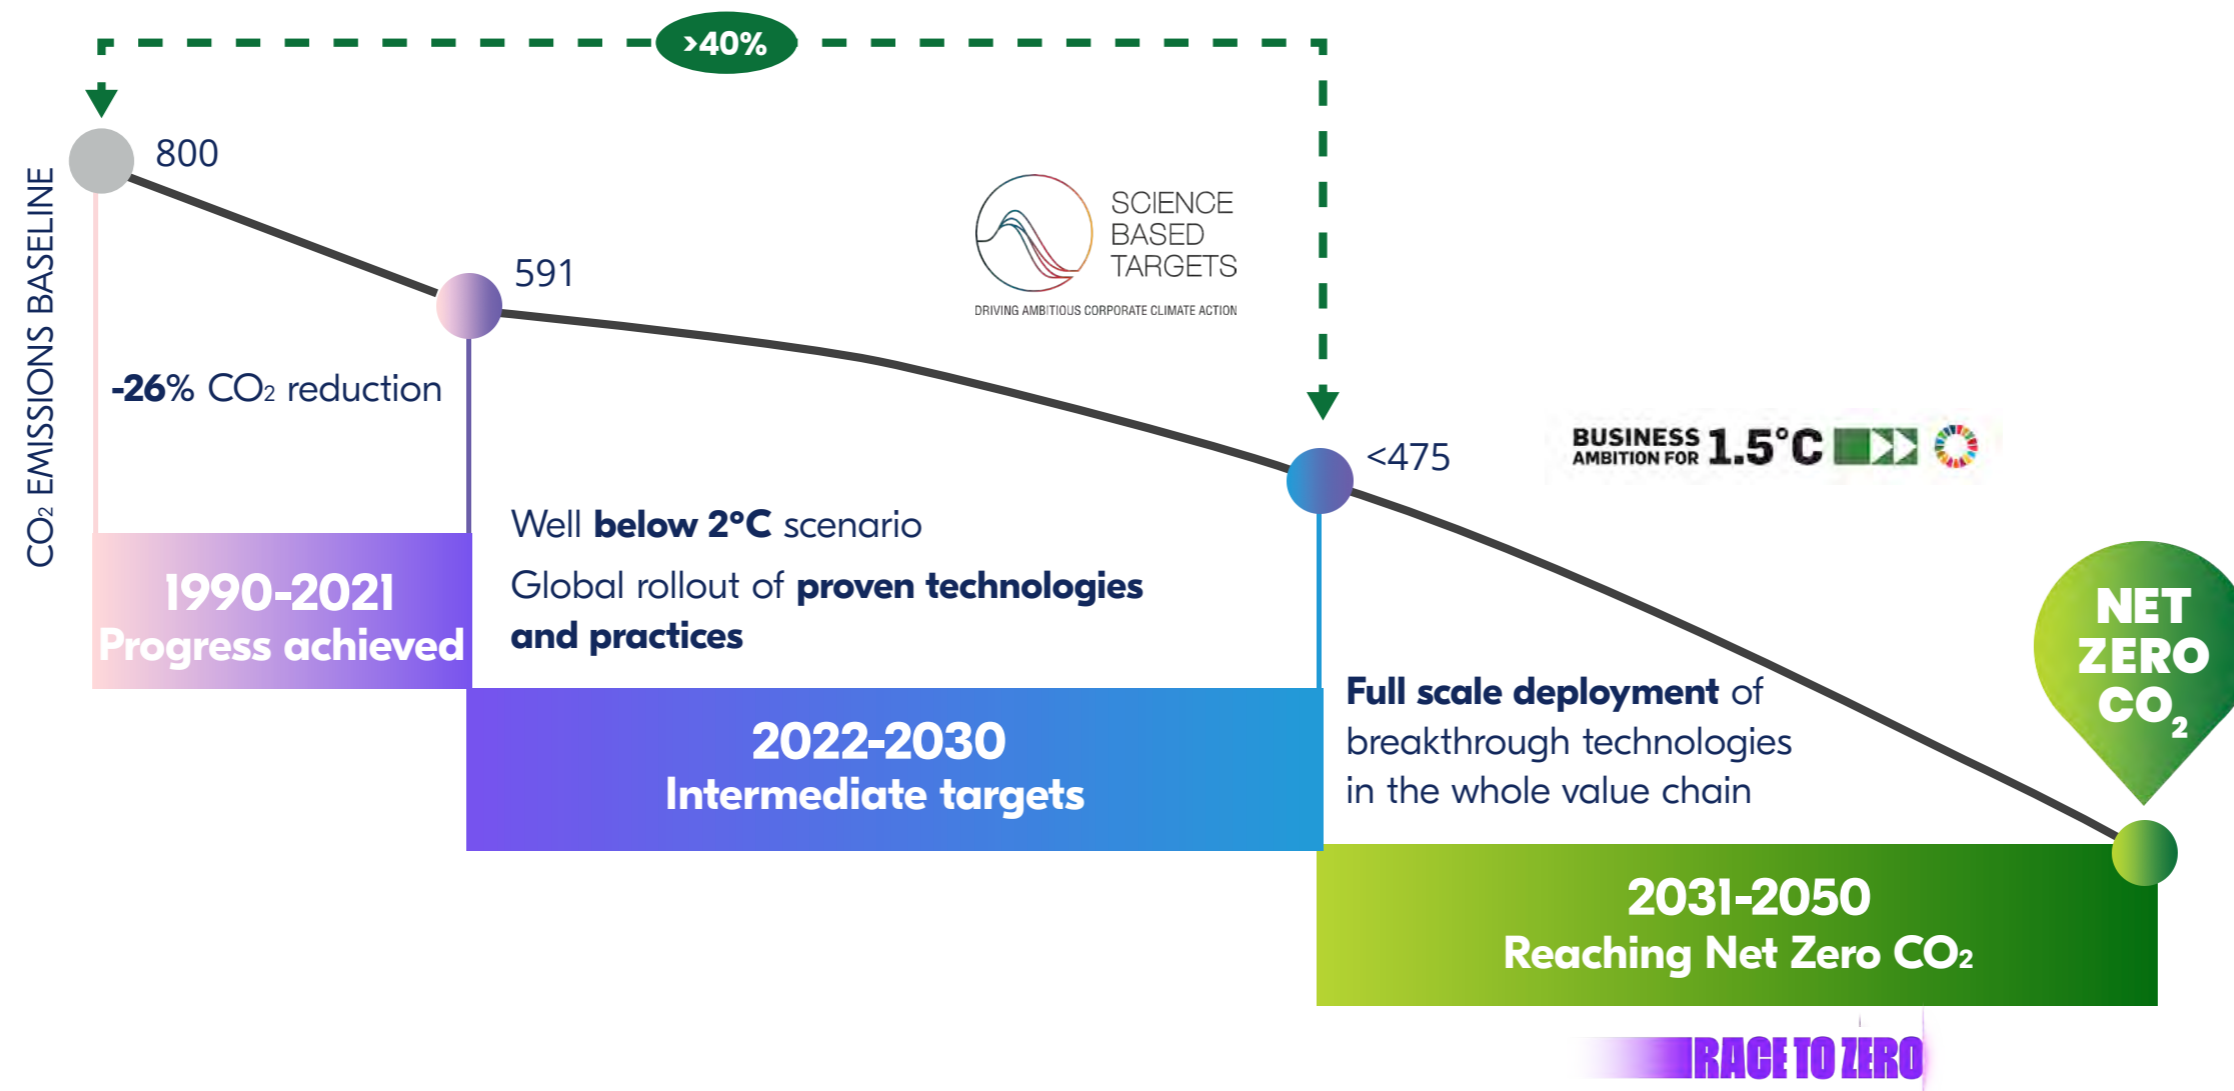 >40%
800
CO2 EMISSIONS BASELINE
591
SCIENCE
BASED
TARGETS
DRIVING AMBITIOUS CORPORATE CLIMATE ACTION
-26% CO2 reduction
<475
BUSINESS
AMBITION FOR
1.5°C
Well below 2°C scenario
Global rollout of proven technologies
and practices
1990-2021
Progress achieved
NET
ZERO
CO2
Full scale deployment of
breakthrough technologies
in the whole value chain
2022-2030
Intermediate targets
2031-2050
Reaching Net Zero CO2
RACE TO ZERO